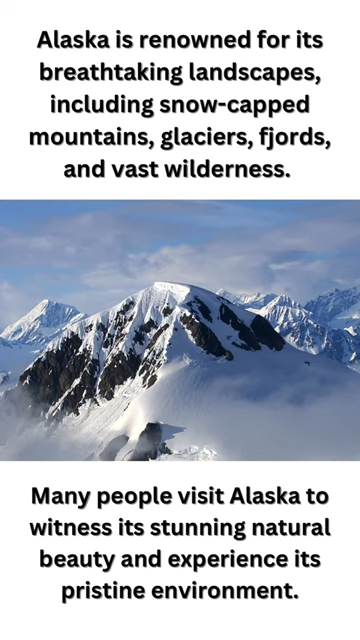 Alaska is renowned for its
breathtaking landscapes,
including snow-capped
mountains, glaciers, fjords,
and vast wilderness.
Many people visit Alaska to
witness its stunning natural
beauty and experience its
pristine environment.